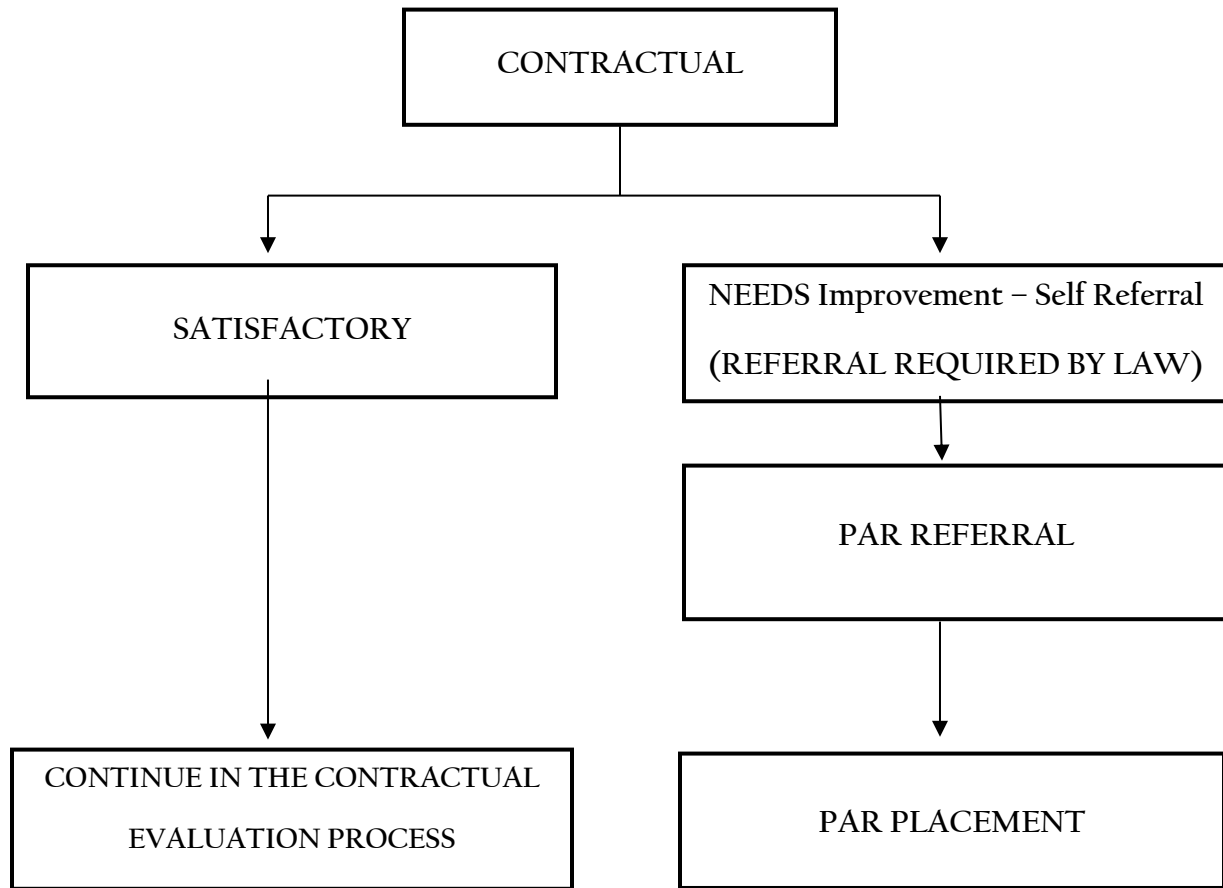 CONTRACTUAL
SATISFACTORY
NEEDS Improvement – Self Referral
(REFERRAL REQUIRED BY LAW)
PAR REFERRAL
CONTINUE IN THE CONTRACTUAL
EVALUATION PROCESS
PAR PLACEMENT